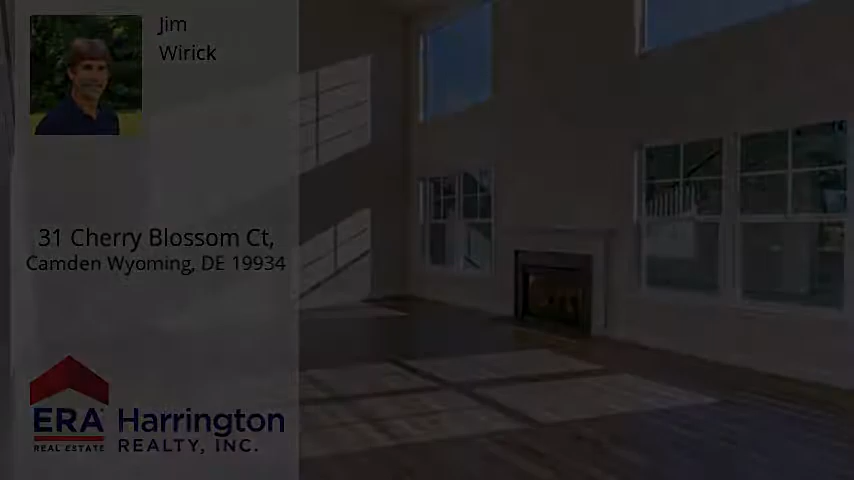 Jim
Wirick
31 Cherry Blossom Ct,
Camden Wyoming, DE 19934
ERA Harrington
REAL ESTATE REALTY, INC.